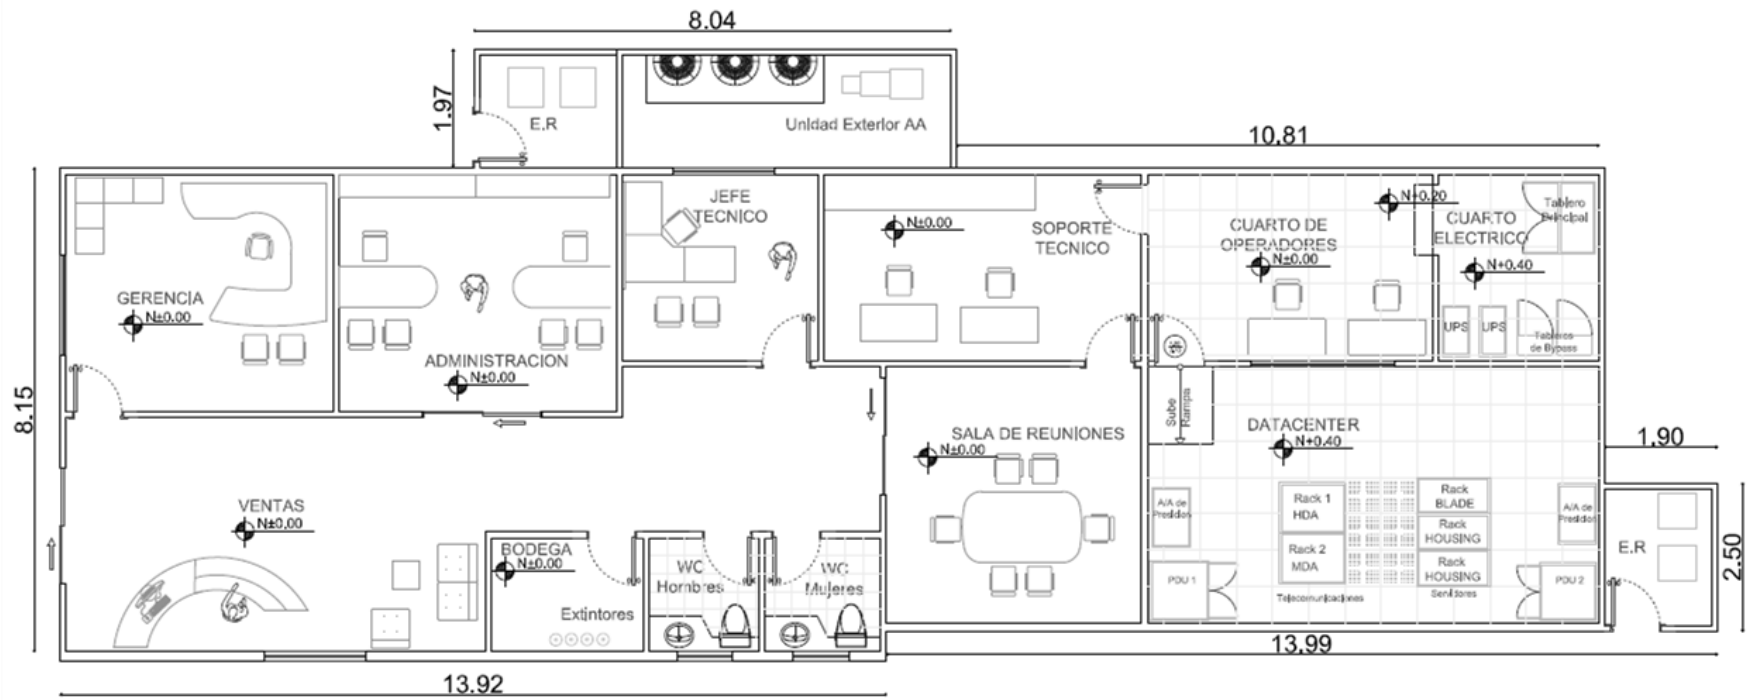 8.04
1.97
E.R
Unidad Exterior AA
10.81
JEFE
TECNICO
N±0.00
SOPORTE
TECNICO
CUARTO DE
OPERADORES
N±0.00
N+0.20
CUARTO
ELECTRICO
N+0.40
Tablero
Principal
UPS
UPS
Tableros
de Bypass
GERENCIA
N±0.00
ADMINISTRACION
N±0.00
8.15
Sube
Rampa
SALA DE REUNIONES
N±0.00
DATACENTER
N+0.40
1.90
VENTAS
N±0.00
BODEGA
N±0.00
Extintores
WC
Hombres
WC
Mujeres
A/A de
Presicion
Rack 1
HDA
Rack 2
MDA
Rack
BLADE
Rack
HOUSING
Rack
HOUSING
A/A de
Presicion
PDU 1
Telecomunicaciones
Servidores
PDU 2
E.R
2.50
13.99
13.92